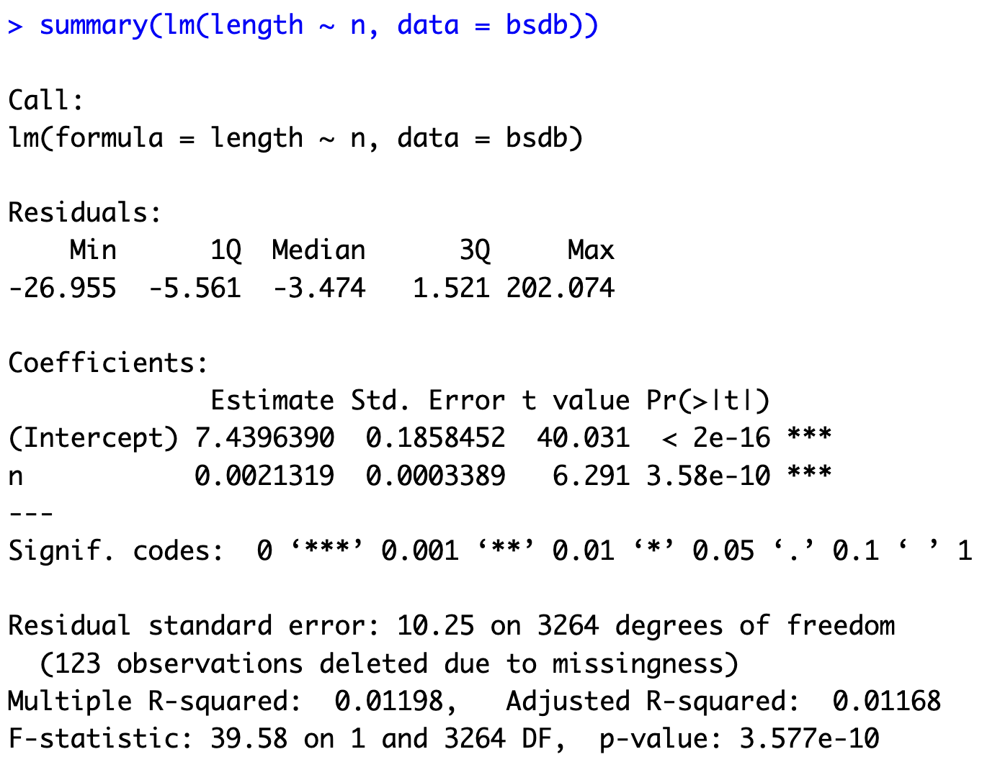 > summary(lm(length ~ n, data = bsdb))
Call:
lm(formula = length ~ n, data = bsdb)
Residuals:
    Min      1Q  Median      3Q     Max
-26.955  -5.561  -3.474   1.521 202.074
Coefficients:
             Estimate Std. Error t value Pr(>|t|)
(Intercept) 7.4396390  0.1858452  40.031  < 2e-16 ***
n           0.0021319  0.0003389   6.291 3.58e-10 ***
---
Signif. codes:  0 ‘***’ 0.001 ‘**’ 0.01 ‘*’ 0.05 ‘.’ 0.1 ‘ ’ 1
Residual standard error: 10.25 on 3264 degrees of freedom
  (123 observations deleted due to missingness)
Multiple R-squared:  0.01198,	Adjusted R-squared:  0.01168
F-statistic: 39.58 on 1 and 3264 DF,  p-value: 3.577e-10